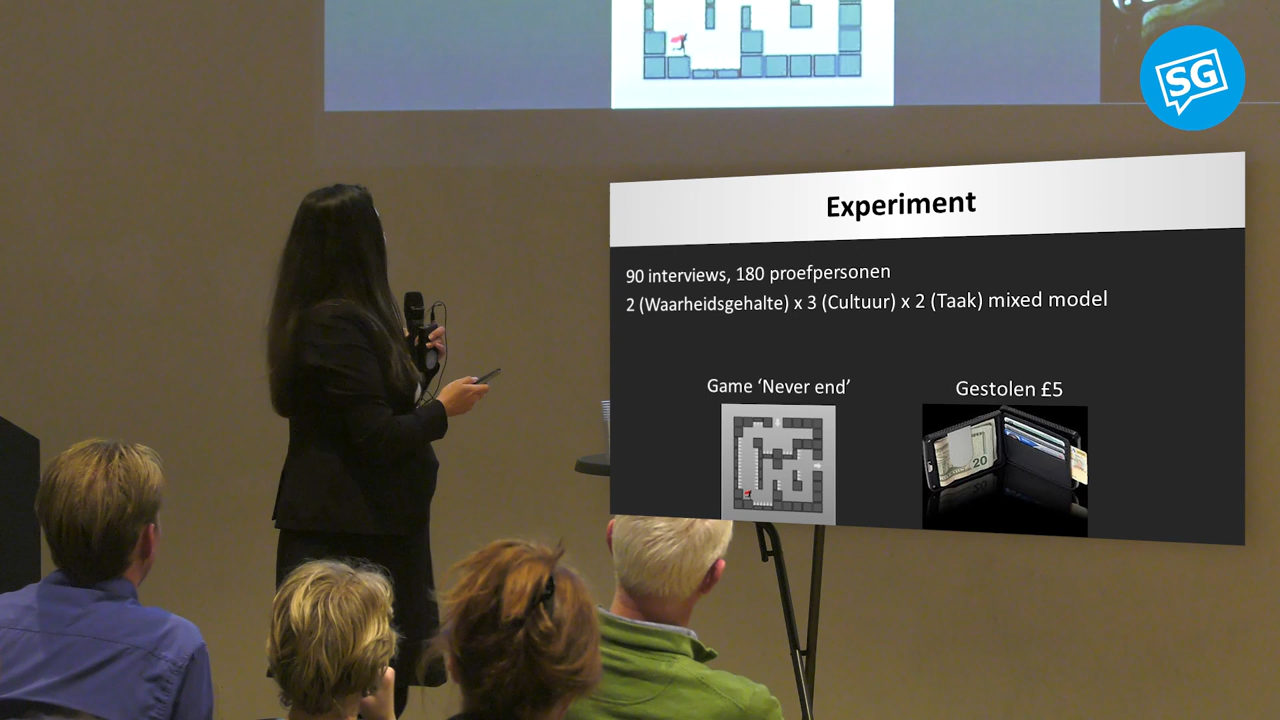 SG
Experiment
90 interviews, 180 proefpersonen
2 (Waarheidsgehalte) x 3 (Cultuur) x 2 (Taak) mixed model
Game ‘Never end’
Gestolen £5
20